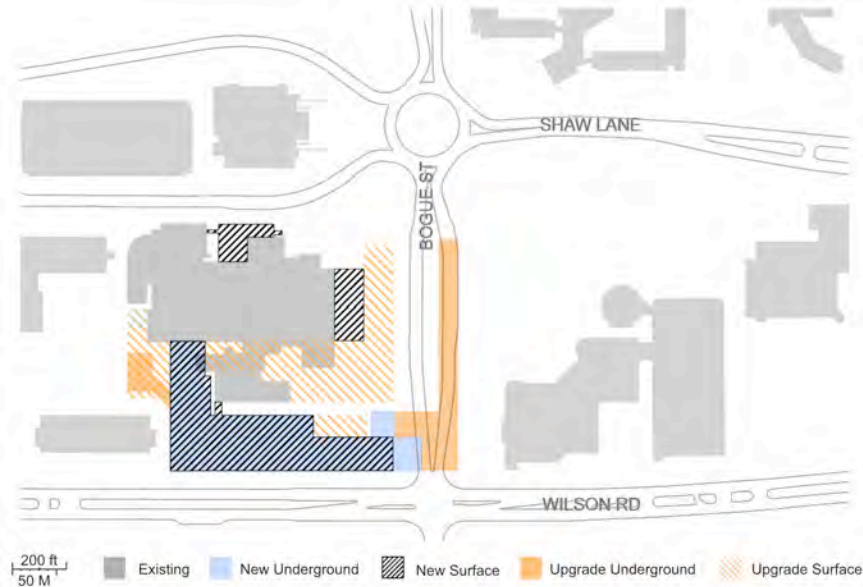 SHAW LANE
BOGUE ST
WILSON RD
200 ft
50 M
Existing
New Underground
New Surface
Upgrade Underground
Upgrade Surface